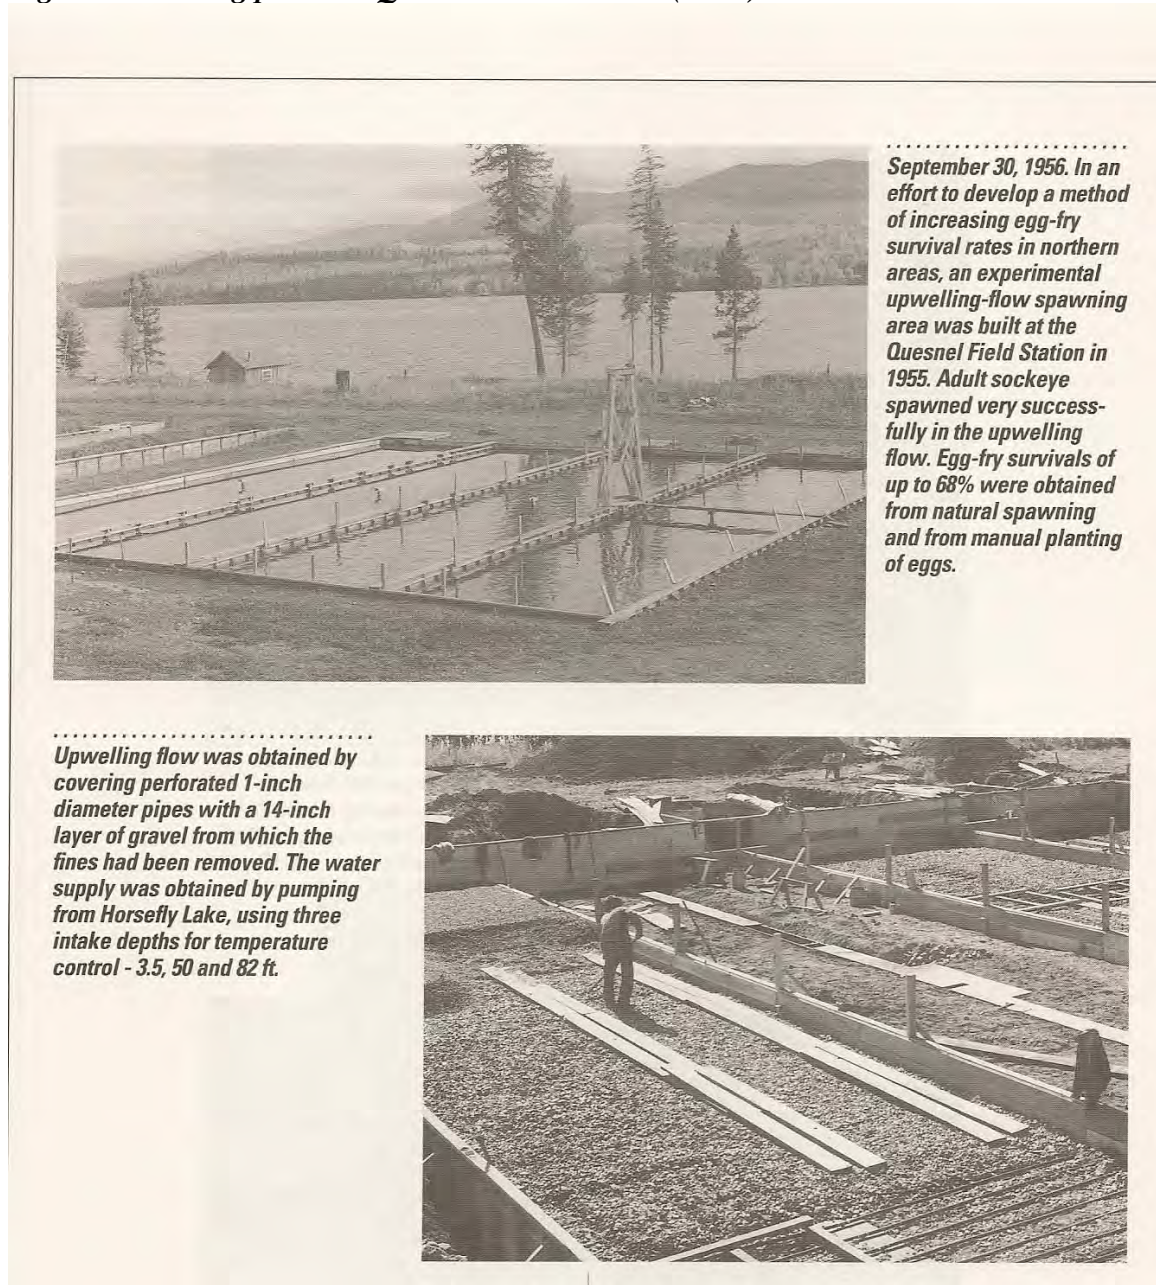 September 30, 1956. In an
effort to develop a method
of increasing egg-fry
survival rates in northern
areas, an experimental
upwelling-flow spawning
area was built at the
Quesnel Field Station in
1955. Adult sockeye
spawned very success-
fully in the upwelling
flow. Egg-fry survivals of
up to 68% were obtained
from natural spawning
and from manual planting
of eggs.
Upwelling flow was obtained by
covering perforated 1-inch
diameter pipes with a 14-inch
layer of gravel from which the
fines had been removed. The water
supply was obtained by pumping
from Horsefly Lake, using three
intake depths for temperature
control - 3.5, 50 and 82 ft.